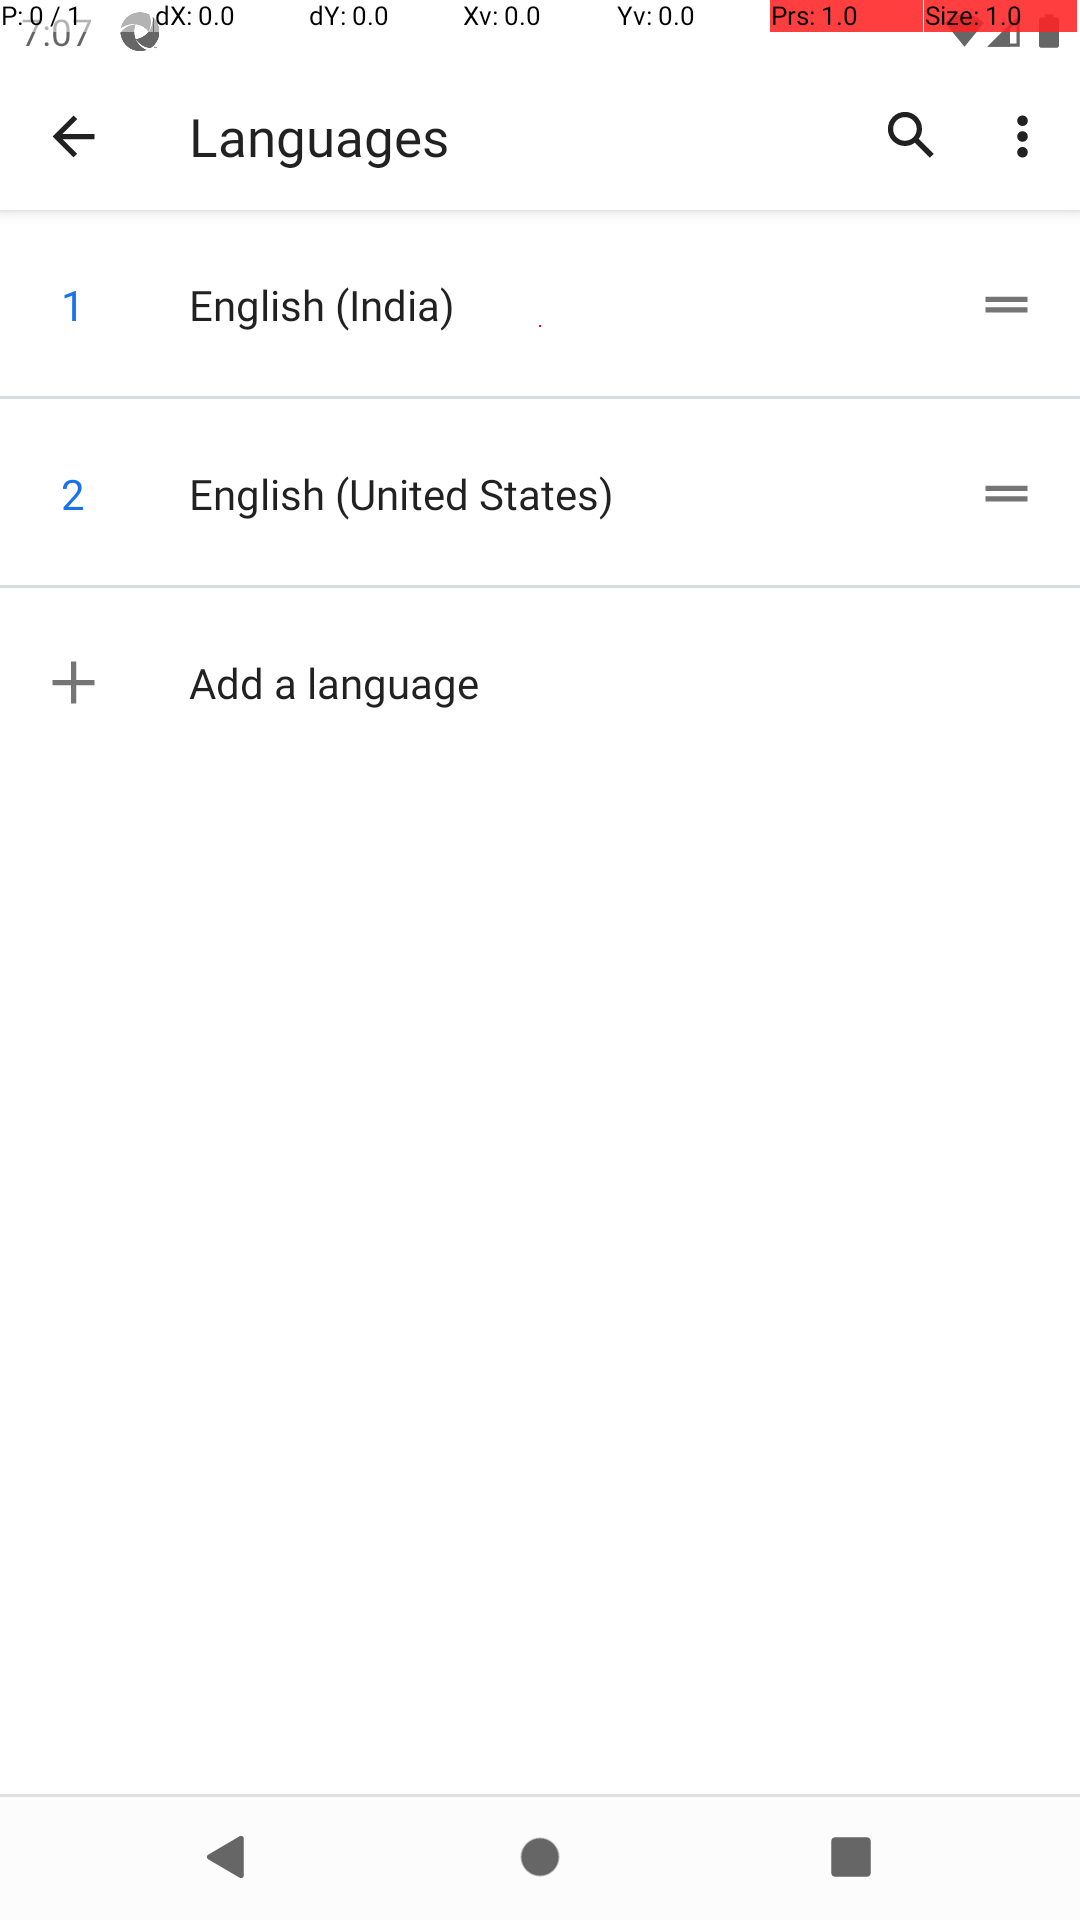 P: 0 / 1 dX: 0.0 dY: 0.0 Xv: 0.0 Yv: 0.0 Prs: 1.0 Size: 1.0
7:07
Languages
1 English (India)
2 English (United States)
Add a language